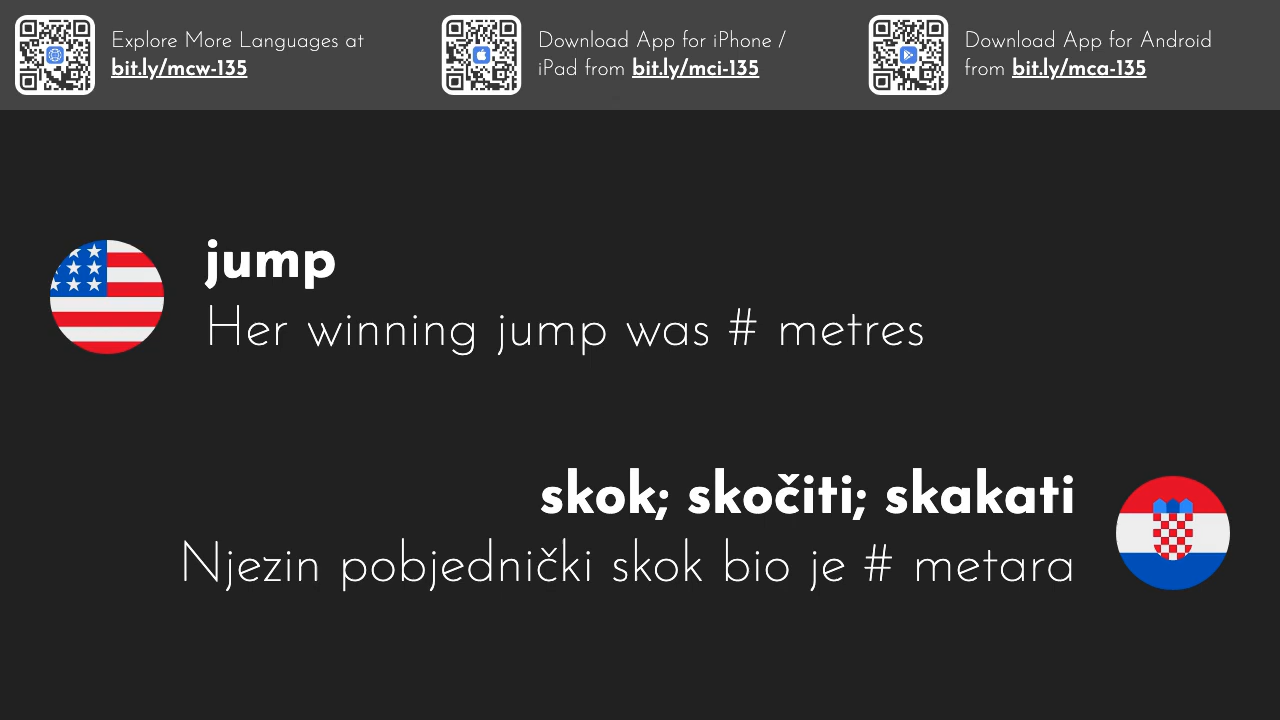 Explore More Languages at
bit.ly/mcw-135
Download App for iPhone /
iPad from bit.ly/mci-135
Download App for Android
from bit.ly/mca-135
jump
Her winning jump was # metres
skok; skočiti; skakati
Njezin pobjednički skok bio je # metara